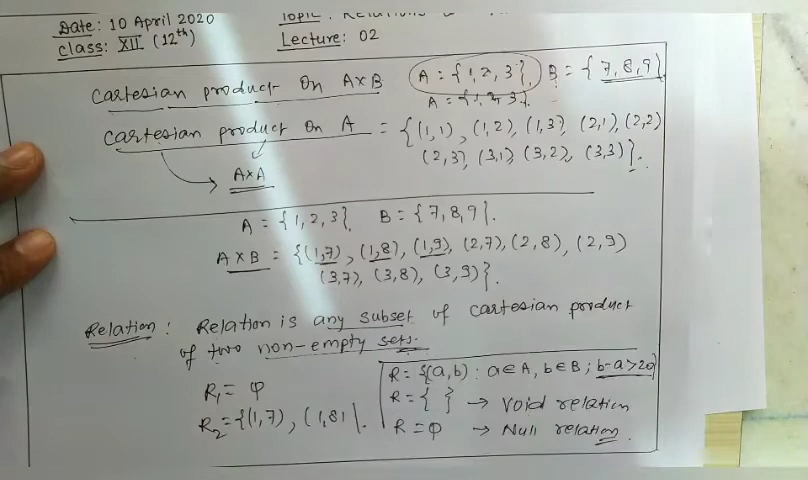 Date: 10 April 2020
Topic:
class: XII (12th)
Lecture: 02
Cartesian product on A×B A = {1,2,3}, B = {7,8,9}
A = {1,2,3}.
Cartesian product on A = {(1,1), (1,2), (1,3), (2,1), (2,2)
(2,3), (3,1), (3,2), (3,3)}.
A×A
A = {1,2,3}, B = {7,8,9}.
A×B = {(1,7), (1,8), (1,9), (2,7), (2,8), (2,9)
(3,7), (3,8), (3,9)}.
Relation: Relation is any subset of cartesian product
of two non-empty sets.
R = {(a,b): a∈A, b∈B; b-a>20}
R₁ = φ
R = { } → Void relation
R₂ = {(1,7), (1,8)}.
R = φ → Null relation.